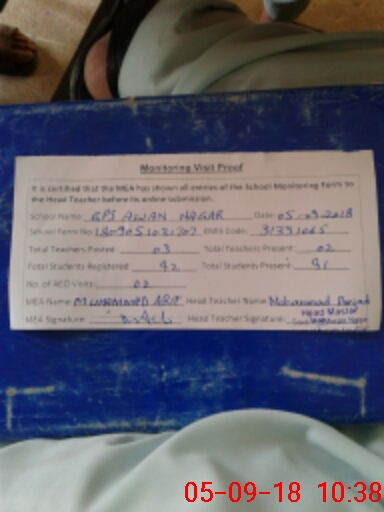 Monitoring Visit Proof
It is certified that the MEA has shown all entries of the School Monitoring Form to
the Head Teacher before its online submission.
School Name: GPS AWAN NAGAR Date: 05-09-2018
School Form No: EMIS Code:
Total Teachers Posted: 03 Total Teachers Present: 02
Total Students Registered: 92 Total Students Present:
No. of AEO Visits: 02
MEA Name: MUHAMMAD ARIF Head Teacher Name: Muhammad
MEA Signature: Head Teacher Signature: Head Master
05-09-18 10:38